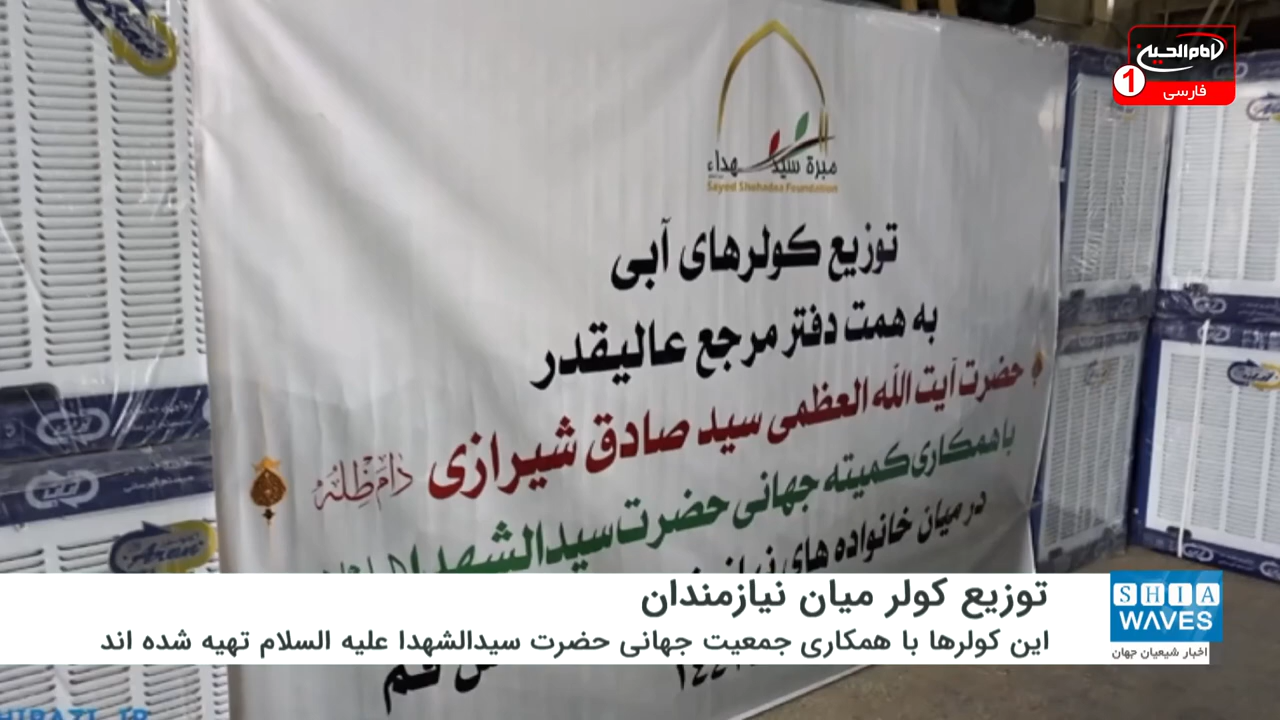 امام الحسین
1
فارسی
مبرة سید الشهداء
Sayed Shohadaa Foundation
توزیع کولرهای آبی
به همت دفتر مرجع عالیقدر
حضرت آیت الله العظمی سید صادق شیرازی دام ظله
با همکاری کمیته جهانی حضرت سیدالشهدا
در میان خانواده های
قم
توزیع کولر میان نیازمندان
این کولرها با همکاری جمعیت جهانی حضرت سیدالشهدا علیه السلام تهیه شده اند
SHIA
WAVES
اخبار شیعیان جهان